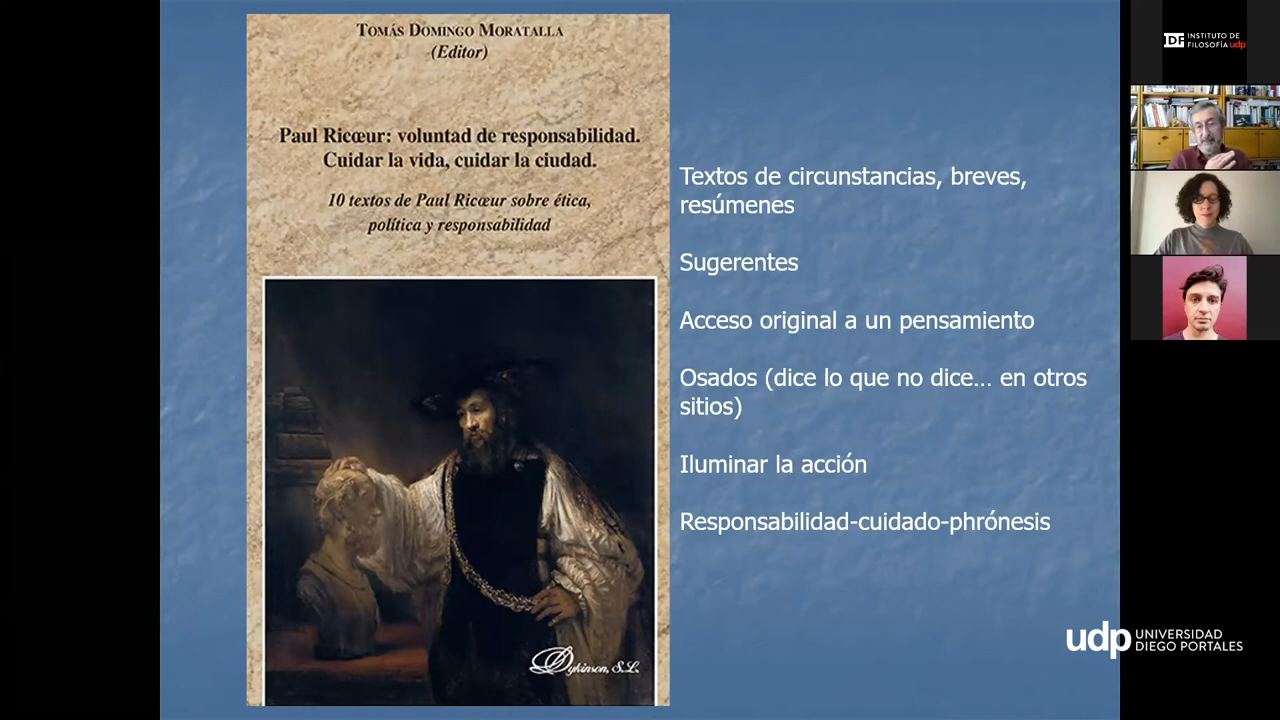 TOMÁS DOMINGO MORATALLA
(Editor)
Paul Ricœur: voluntad de responsabilidad.
Cuidar la vida, cuidar la ciudad.
10 textos de Paul Ricœur sobre ética,
política y responsabilidad
Dykinson, S.L.
Textos de circunstancias, breves,
resúmenes
Sugerentes
Acceso original a un pensamiento
Osados (dice lo que no dice... en otros
sitios)
Iluminar la acción
Responsabilidad-cuidado-phrónesis
IDF INSTITUTO DE
FILOSOFÍA udp
udp UNIVERSIDAD
DIEGO PORTALES